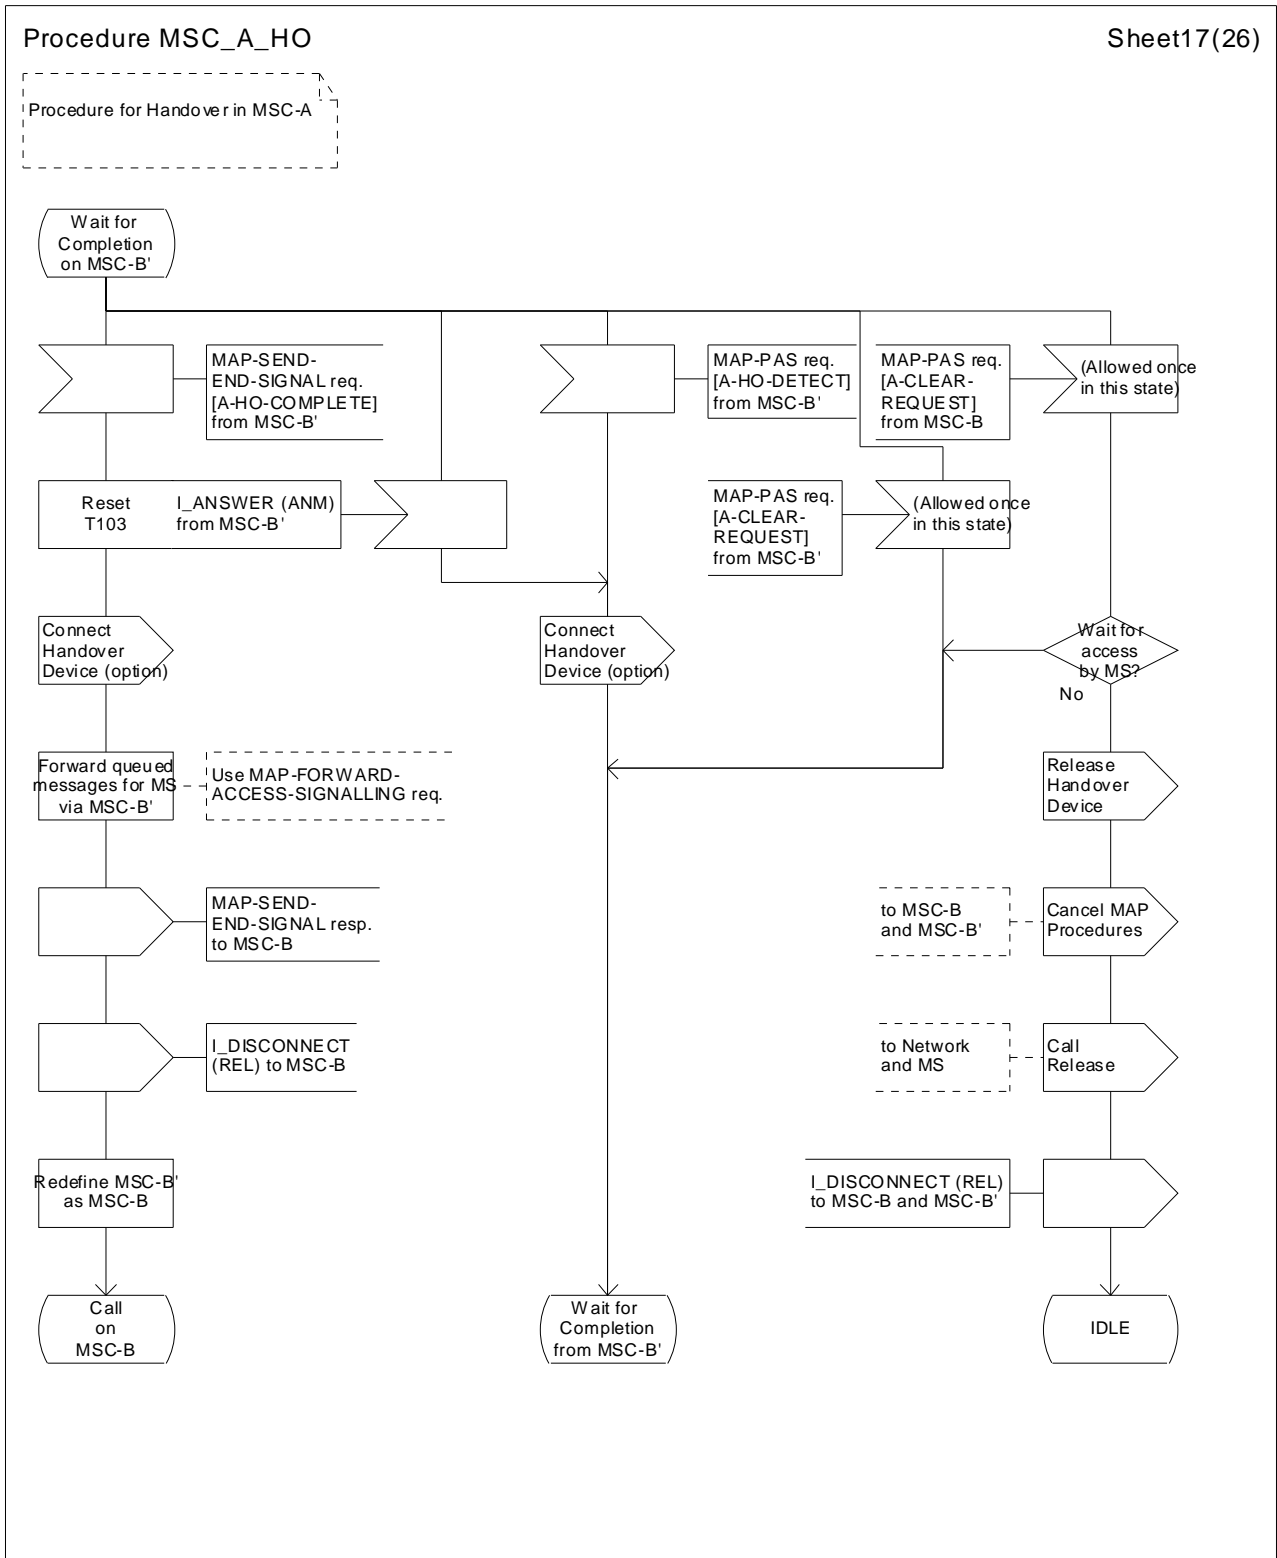 Procedure MSC_A_HO
Sheet17(26)
Procedure for Handover in MSC-A
Wait for
Completion
on MSC-B'
MAP-SEND-
END-SIGNAL req.
[A-HO-COMPLETE]
from MSC-B'
MAP-PAS req.
[A-HO-DETECT]
from MSC-B'
MAP-PAS req.
[A-CLEAR-
REQUEST]
from MSC-B
(Allowed once
in this state)
Reset
T103
I_ANSWER (ANM)
from MSC-B'
MAP-PAS req.
[A-CLEAR-
REQUEST]
from MSC-B'
(Allowed once
in this state)
Connect
Handover
Device (option)
Connect
Handover
Device (option)
Wait for
access
by MS?
No
Forward queued
messages for MS
via MSC-B'
Use MAP-FORWARD-
ACCESS-SIGNALLING req.
Release
Handover
Device
MAP-SEND-
END-SIGNAL resp.
to MSC-B
to MSC-B
and MSC-B'
Cancel MAP
Procedures
I_DISCONNECT
(REL) to MSC-B
to Network
and MS
Call
Release
Redefine MSC-B'
as MSC-B
I_DISCONNECT (REL)
to MSC-B and MSC-B'
Call
on
MSC-B
Wait for
Completion
from MSC-B'
IDLE